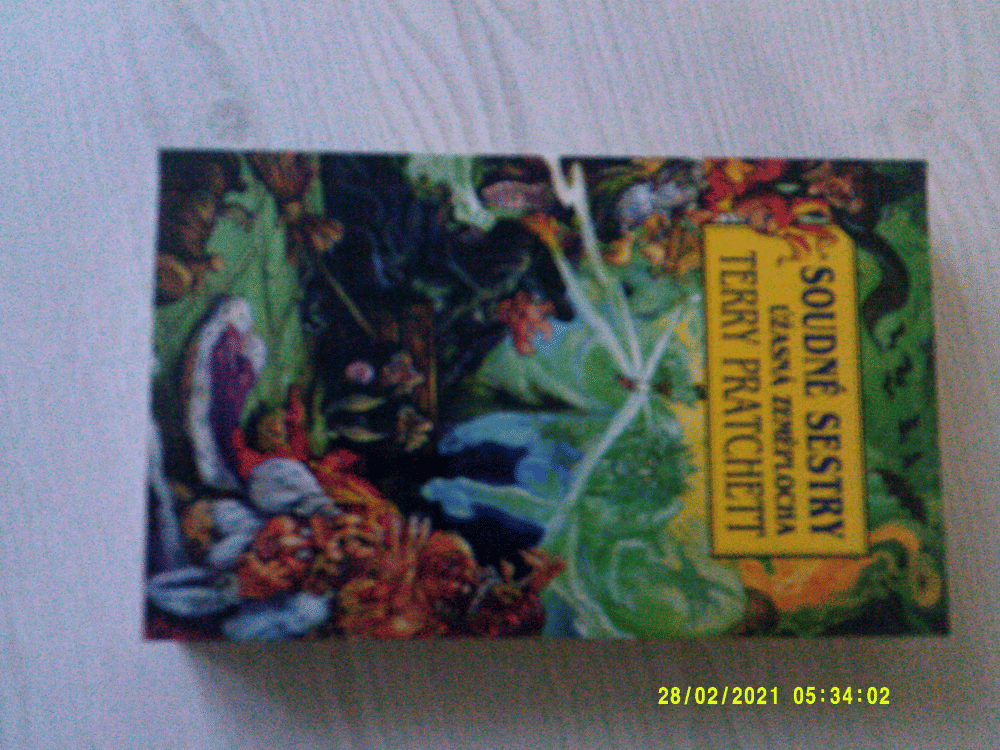 SOUDNÉ SESTRY
ÚŽASNÁ ZEMĚPLOCHA
TERRY PRATCHETT
28/02/2021 05:34:02